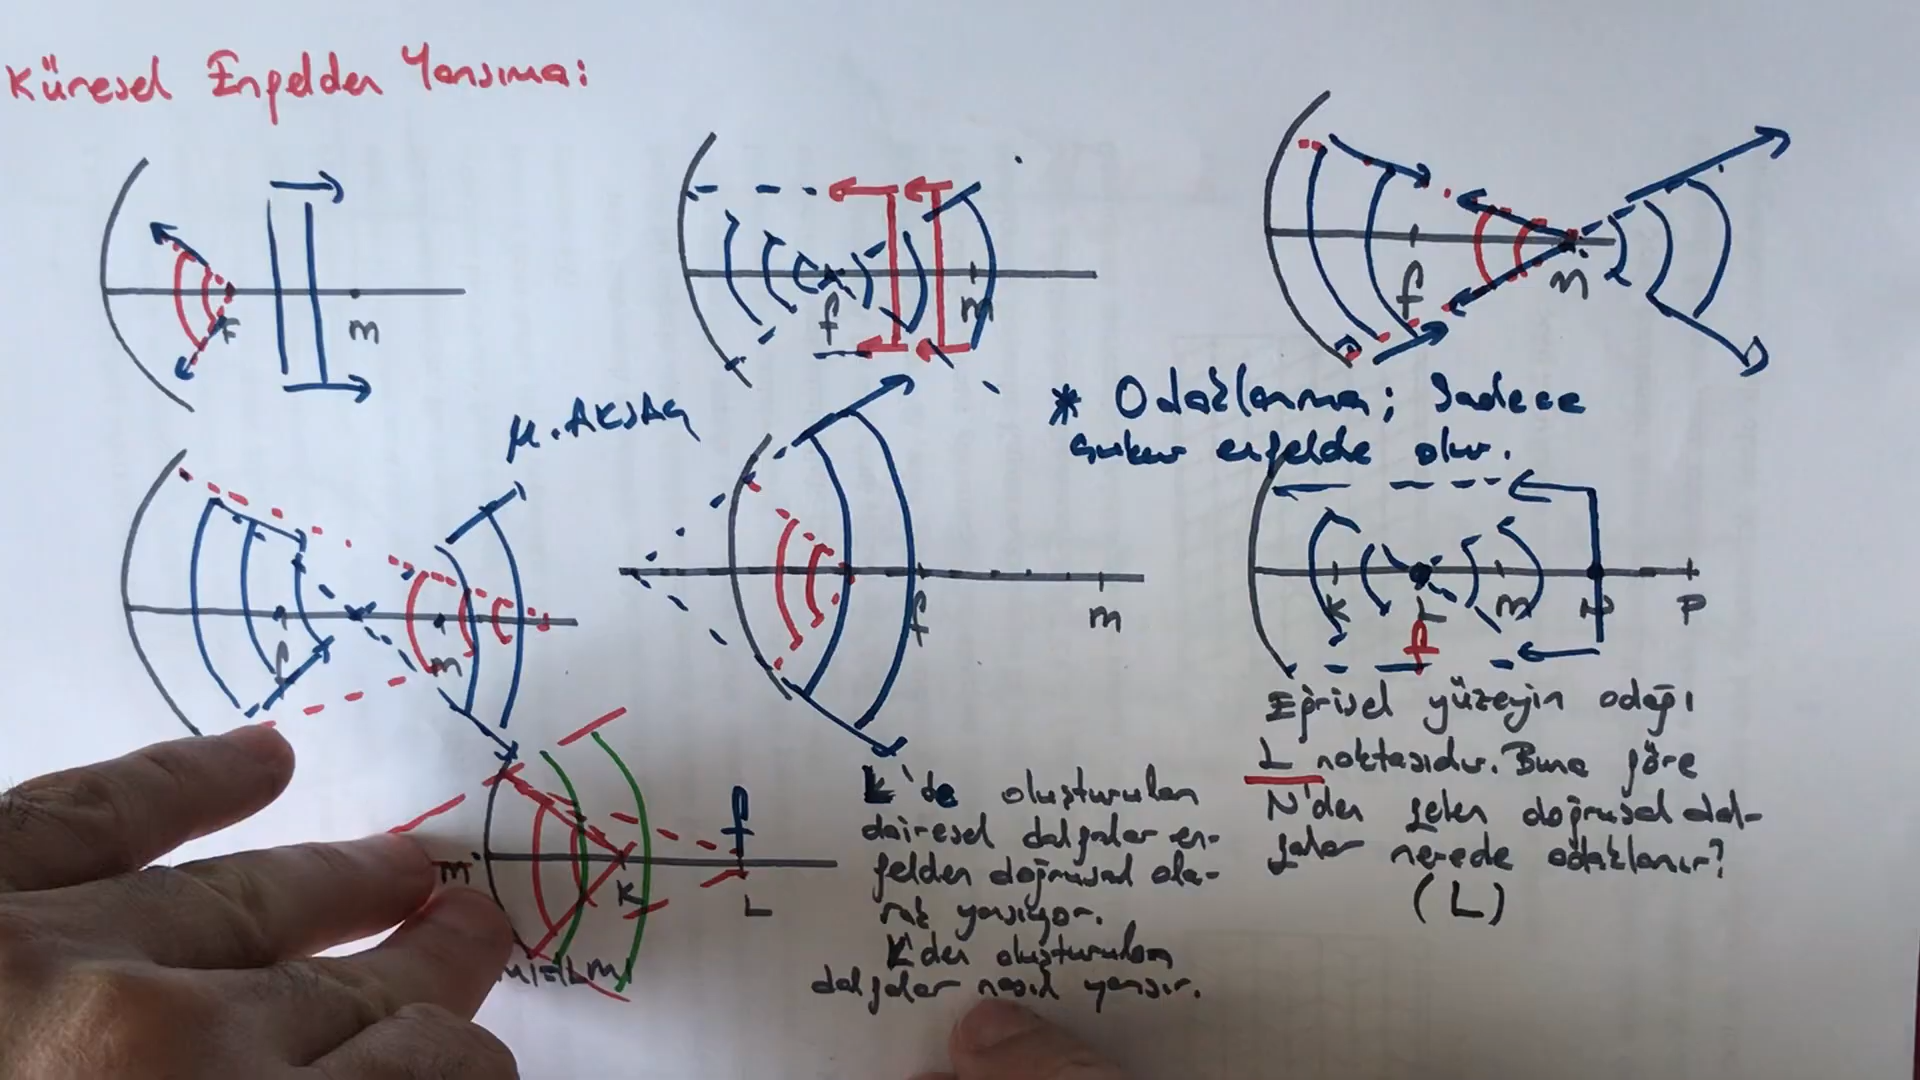 Küresel Engelden Yansıma:
F
m
f
m
f
m
M. AKSAĞ
* Odaklanma; Sadece
çukur engelde olur.
f
m
f
m
K
L
m
N
P
f
Eğrisel yüzeyin odağı
L noktasıdır. Buna göre
N'den gelen doğrusal dal-
galar nerede odaklanır?
(L)
m
K
f
L
L'de oluşturulan
dairesel dalgalar en-
gelden doğrusal ola-
rak yansıyor.
K'den oluşturulan
dalgalar nasıl yansır.